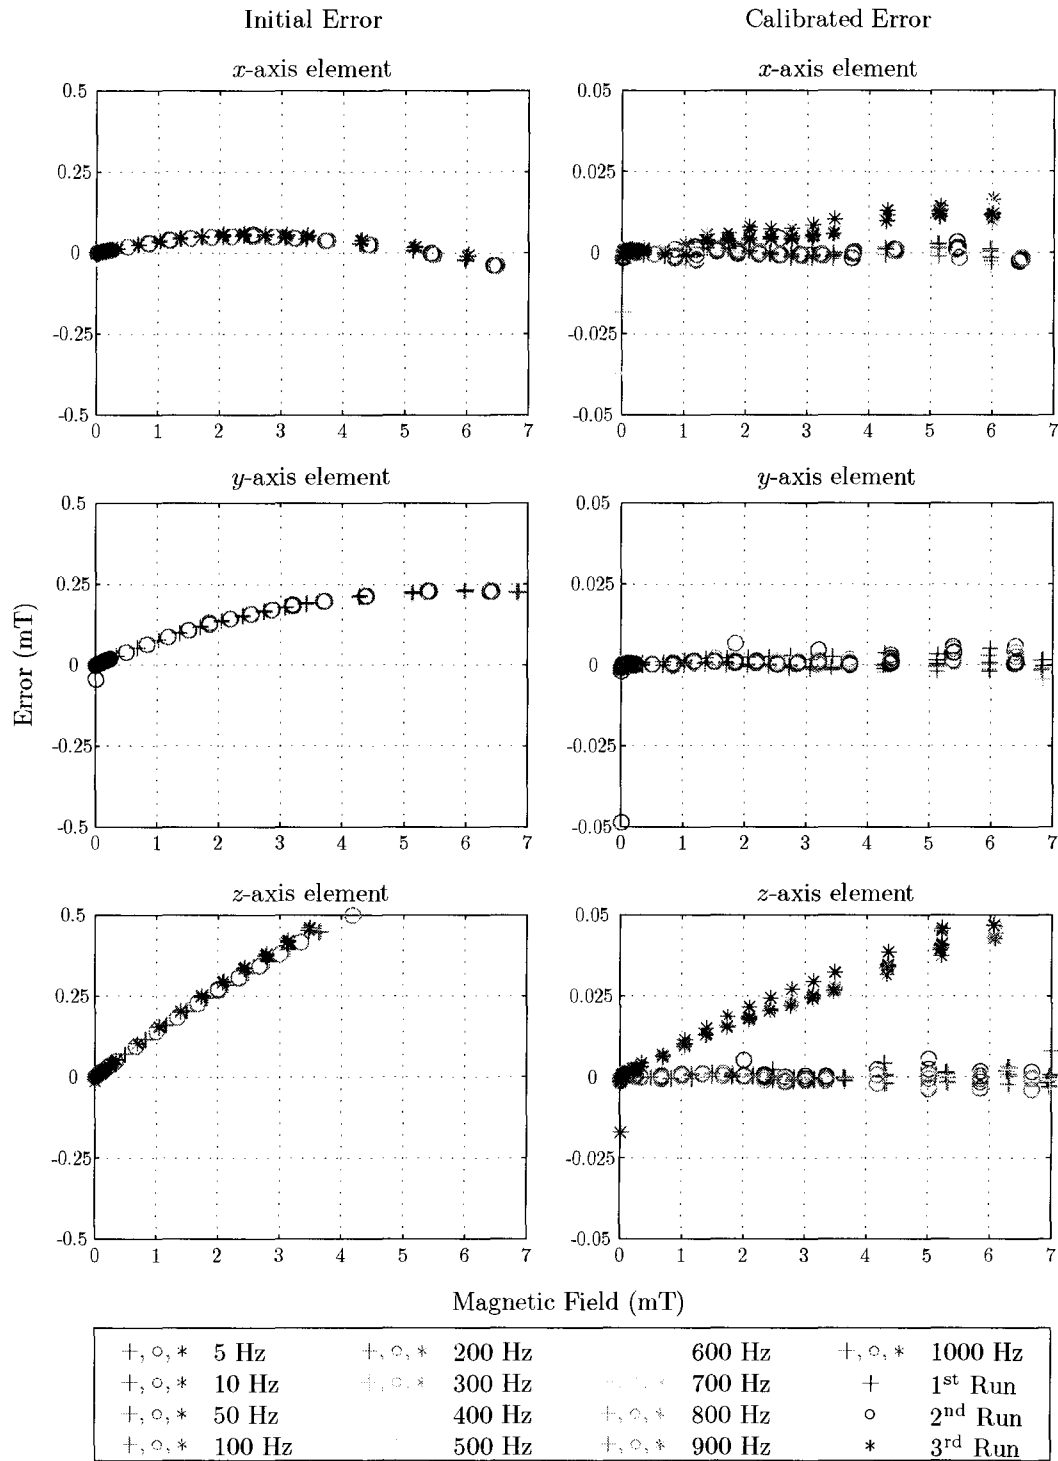 Initial Error Calibrated Error
x-axis element x-axis element
0.5 0.05
0.25 0.025
0 0
-0.25 -0.025
-0.5 -0.05
0 1 2 3 4 5 6 7 0 1 2 3 4 5 6 7
y-axis element y-axis element
0.5 0.05
0.25 0.025
0 0
-0.25 -0.025
-0.5 -0.05
0 1 2 3 4 5 6 7 0 1 2 3 4 5 6 7
Error (mT)
z-axis element z-axis element
0.5 0.05
0.25 0.025
0 0
-0.25 -0.025
-0.5 -0.05
0 1 2 3 4 5 6 7 0 1 2 3 4 5 6 7
Magnetic Field (mT)
+, ○, * 5 Hz +, ○, * 200 Hz 600 Hz +, ○, * 1000 Hz
+, ○, * 10 Hz +, ○, * 300 Hz 700 Hz + 1st Run
+, ○, * 50 Hz 400 Hz +, ○, * 800 Hz ○ 2nd Run
+, ○, * 100 Hz 500 Hz +, ○, * 900 Hz * 3rd Run